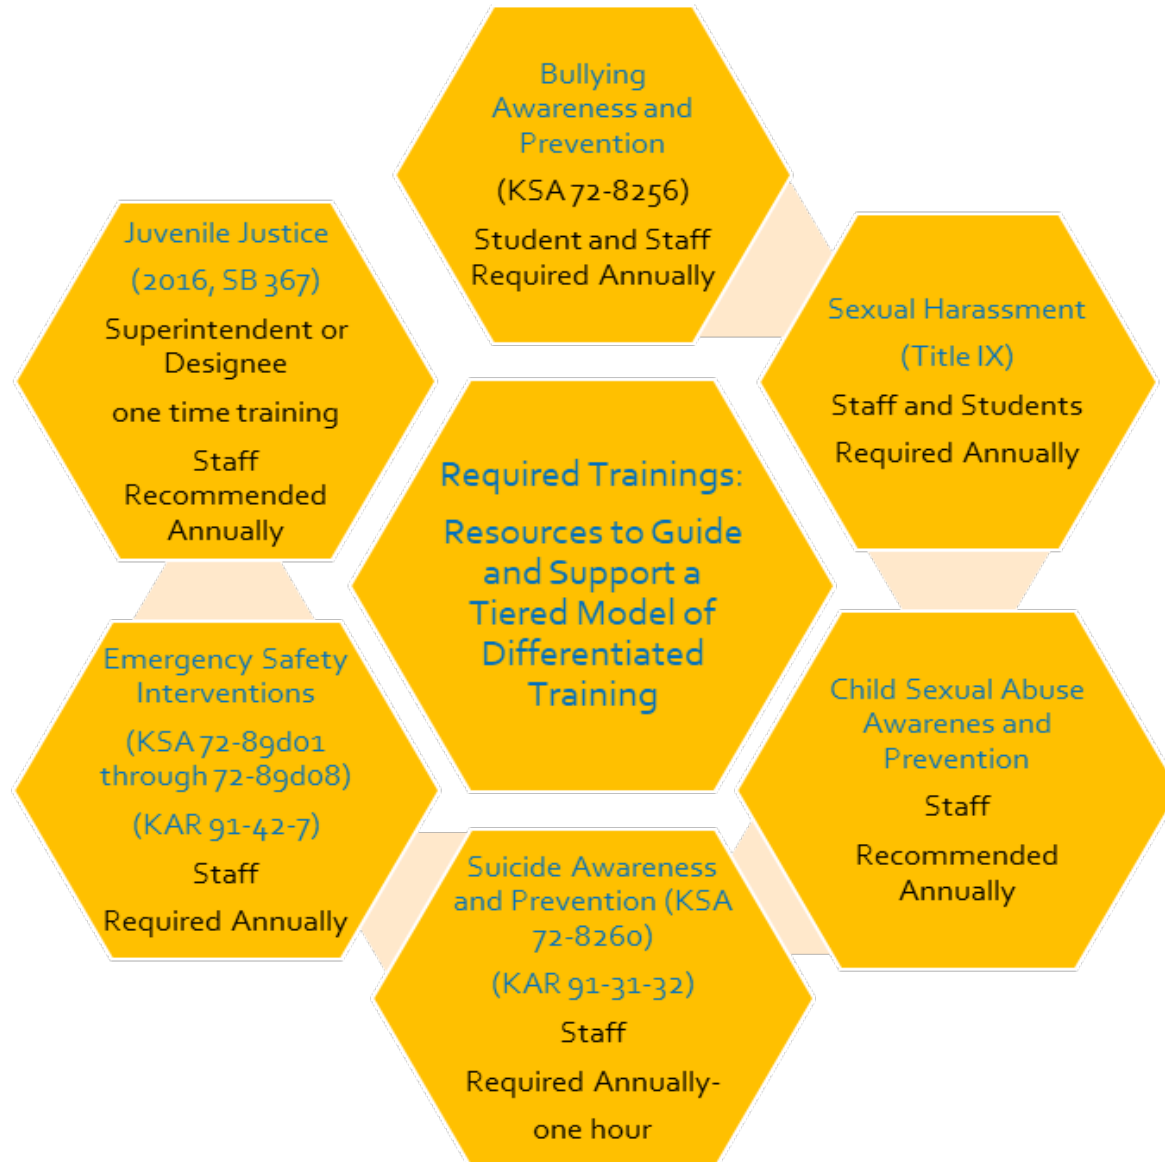 Bullying
Awareness and
Prevention
(KSA 72-8256)
Student and Staff
Required Annually
Sexual Harassment
(Title IX)
Staff and Students
Required Annually
Child Sexual Abuse
Awarenes and
Prevention
Staff
Recommended
Annually
Suicide Awareness
and Prevention (KSA
72-8260)
(KAR 91-31-32)
Staff
Required Annually-
one hour
Emergency Safety
Interventions
(KSA 72-89d01
through 72-89d08)
(KAR 91-42-7)
Staff
Required Annually
Juvenile Justice
(2016, SB 367)
Superintendent or
Designee
one time training
Staff
Recommended
Annually
Required Trainings:
Resources to Guide
and Support a
Tiered Model of
Differentiated
Training